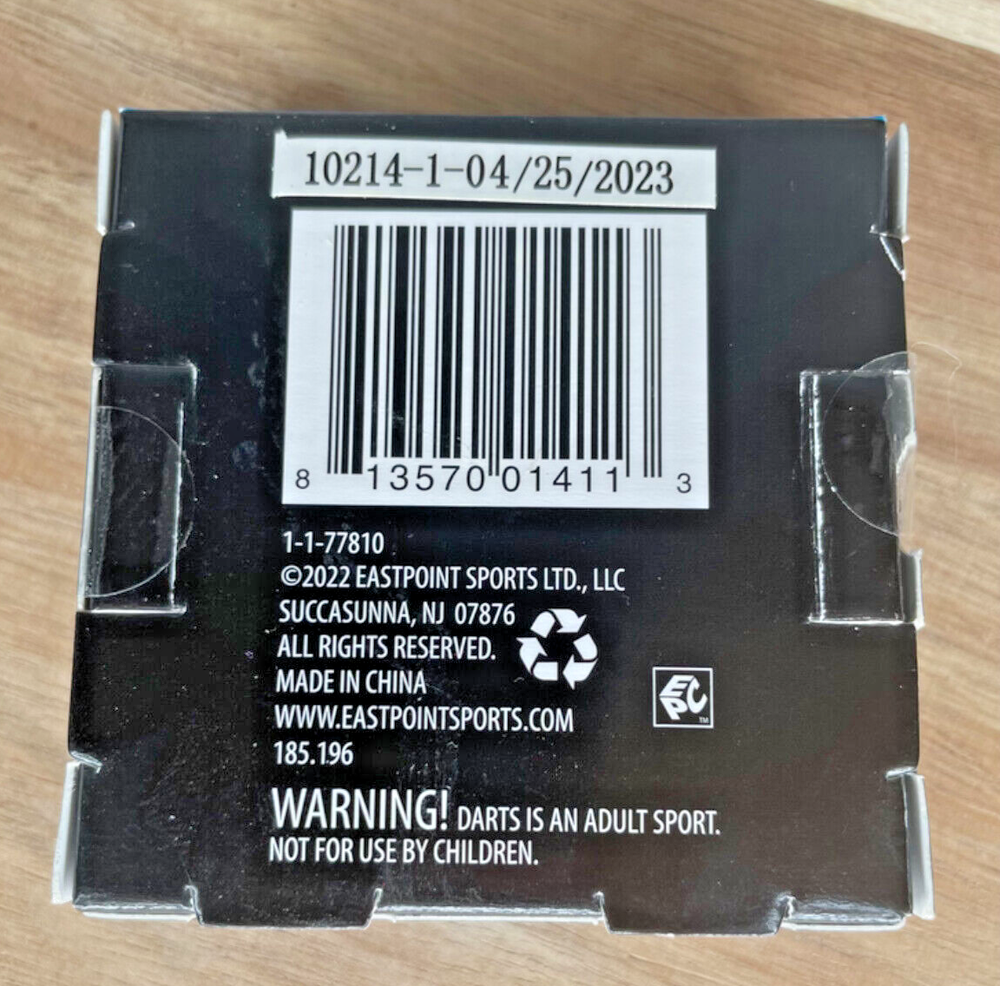 10214-1-04/25/2023
8 13570 01411 3
1-1-77810
©2022 EASTPOINT SPORTS LTD., LLC
SUCCASUNNA, NJ 07876
ALL RIGHTS RESERVED.
MADE IN CHINA
WWW.EASTPOINTSPORTS.COM
EPC TM
185.196
WARNING! DARTS IS AN ADULT SPORT.
NOT FOR USE BY CHILDREN.